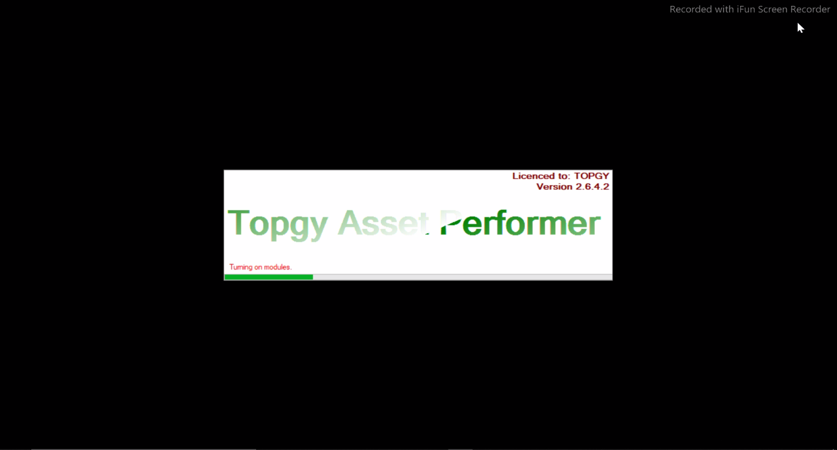 Recorded with iFun Screen Recorder
Licenced to: TOPGY
Version 2.6.4.2
Topgy Asset Performer
Turning on modules: